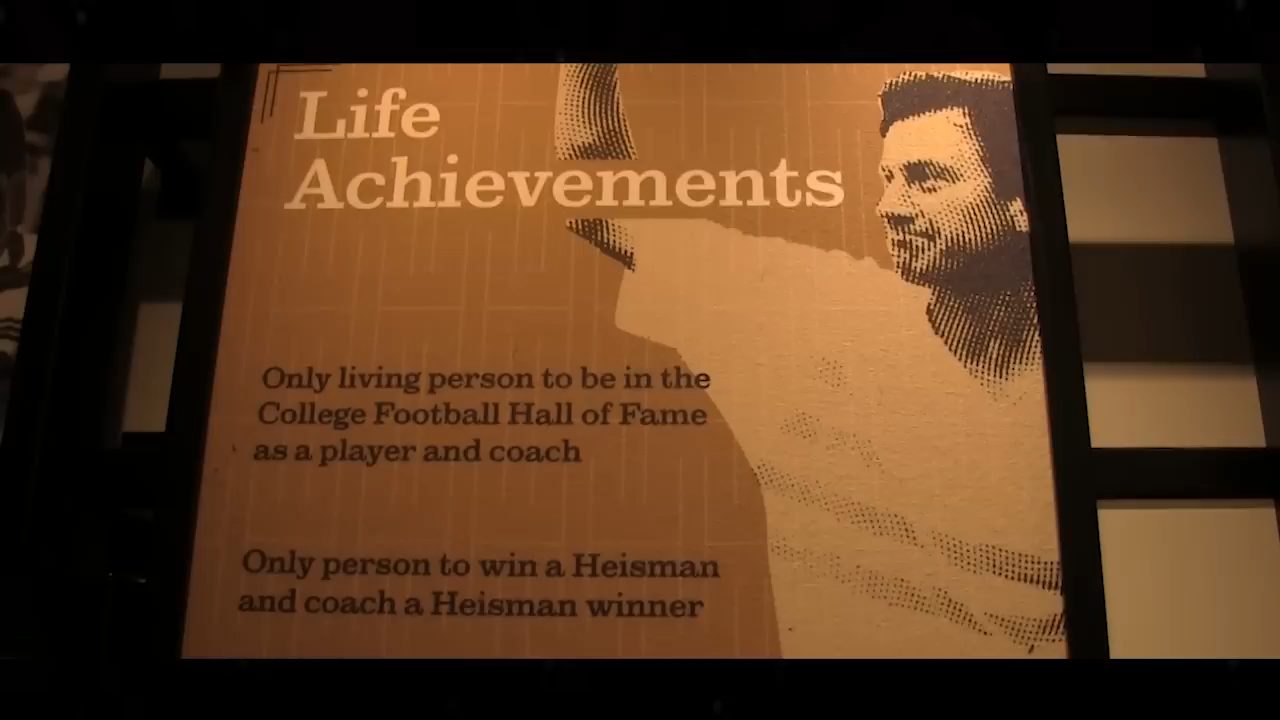 Life
Achievements
Only living person to be in the
College Football Hall of Fame
as a player and coach
Only person to win a Heisman
and coach a Heisman winner